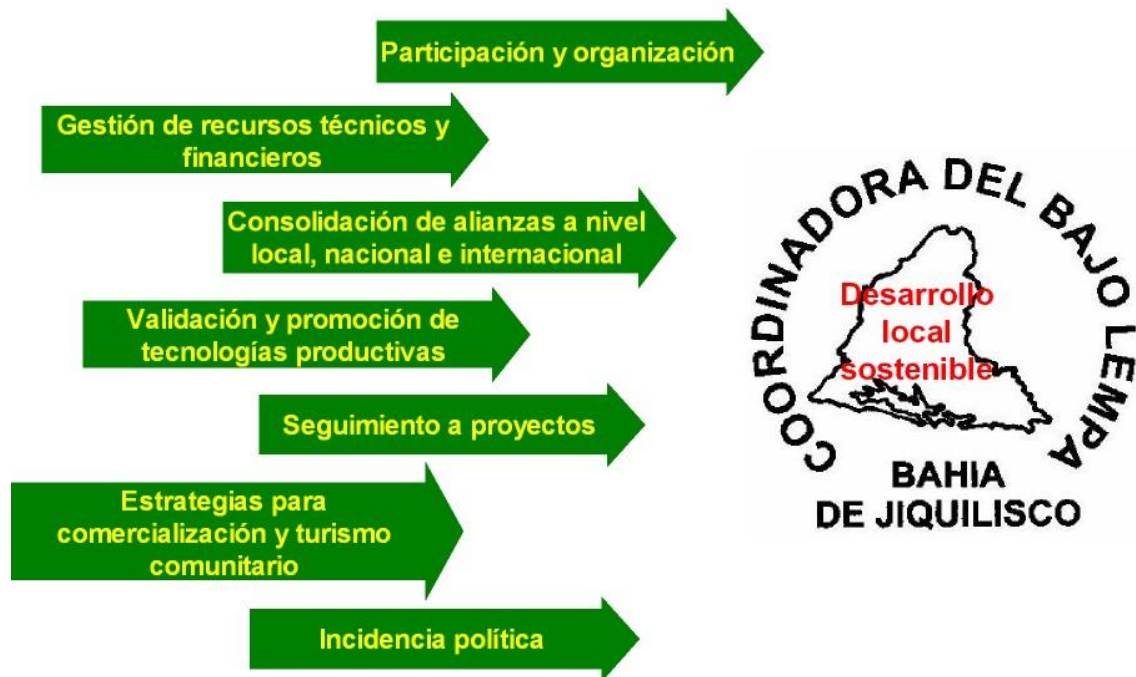 Participación y organización
Gestión de recursos técnicos y
financieros
Consolidación de alianzas a nivel
local, nacional e internacional
Validación y promoción de
tecnologías productivas
Seguimiento a proyectos
Estrategias para
comercialización y turismo
comunitario
Incidencia política
COORDINADORA DEL BAJO LEMPA
Desarrollo
local
sostenible
BAHIA
DE JIQUILISCO